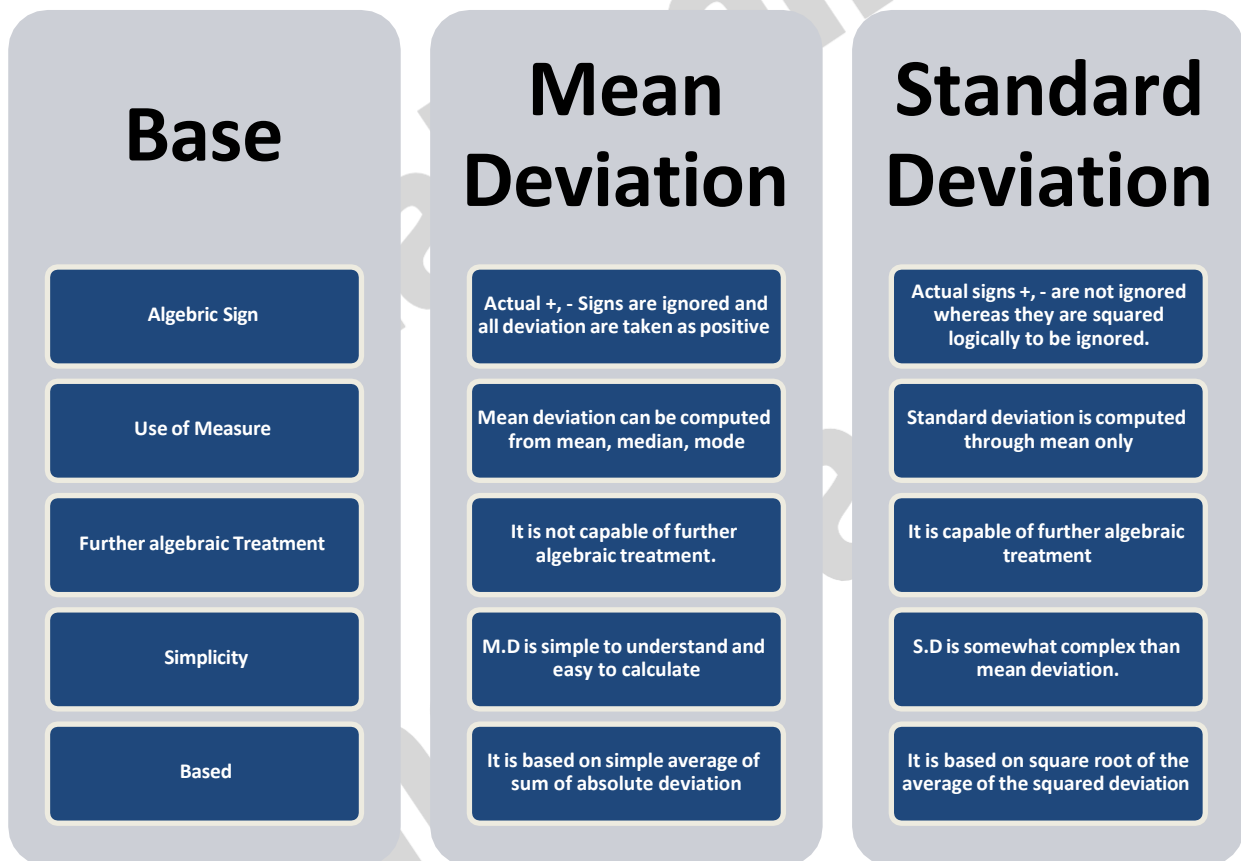 Base
Mean
Deviation
Standard
Deviation
Algebric Sign
Actual +, - Signs are ignored and
all deviation are taken as positive
Actual signs +, - are not ignored
whereas they are squared
logically to be ignored.
Use of Measure
Mean deviation can be computed
from mean, median, mode
Standard deviation is computed
through mean only
Further algebraic Treatment
It is not capable of further
algebraic treatment.
It is capable of further algebraic
treatment
Simplicity
M.D is simple to understand and
easy to calculate
S.D is somewhat complex than
mean deviation.
Based
It is based on simple average of
sum of absolute deviation
It is based on square root of the
average of the squared deviation